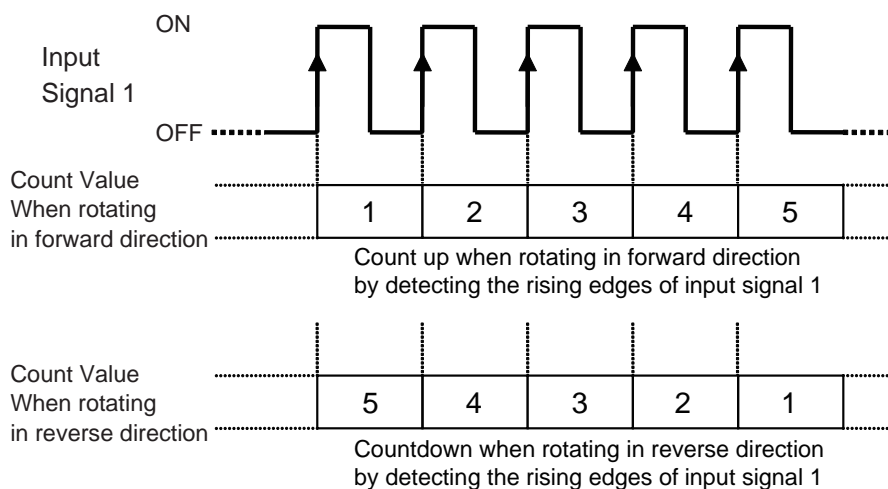 ON
Input
Signal 1
OFF
Count Value
When rotating
in forward direction
1 2 3 4 5
Count up when rotating in forward direction
by detecting the rising edges of input signal 1
Count Value
When rotating
in reverse direction
5 4 3 2 1
Countdown when rotating in reverse direction
by detecting the rising edges of input signal 1